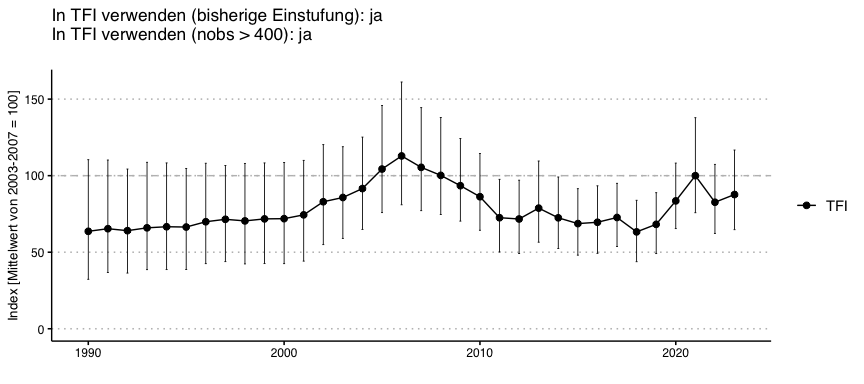 In TFI verwenden (bisherige Einstufung): ja
In TFI verwenden (nobs > 400): ja
Index [Mittelwert von 2003-2007 = 100]
150
100
50
0
1990
2000
2010
2020
TFI